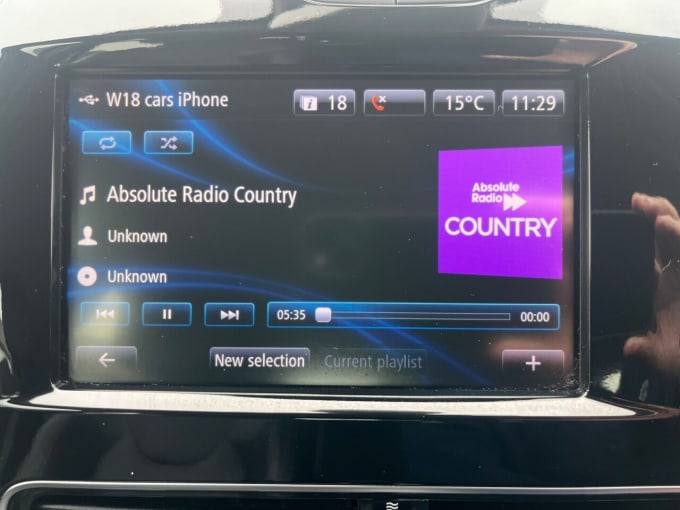 W18 cars iPhone
i 18
15°C
11:29
Absolute Radio Country
Absolute
Radio
COUNTRY
Unknown
Unknown
05:35
00:00
New selection
Current playlist